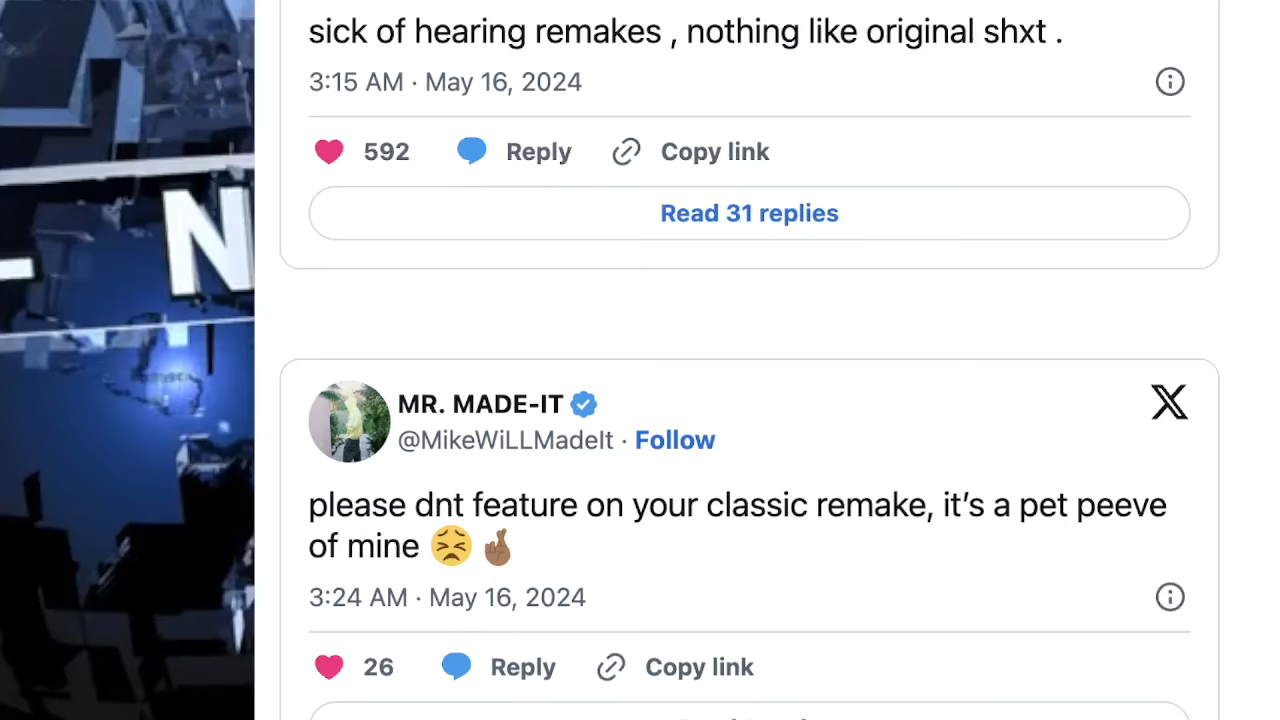 sick of hearing remakes , nothing like original shxt .
3:15 AM · May 16, 2024
592 Reply Copy link
Read 31 replies
N
MR. MADE-IT
@MikeWiLLMadeIt · Follow
please dnt feature on your classic remake, it’s a pet peeve
of mine 😣 🤞🏾
3:24 AM · May 16, 2024
26 Reply Copy link